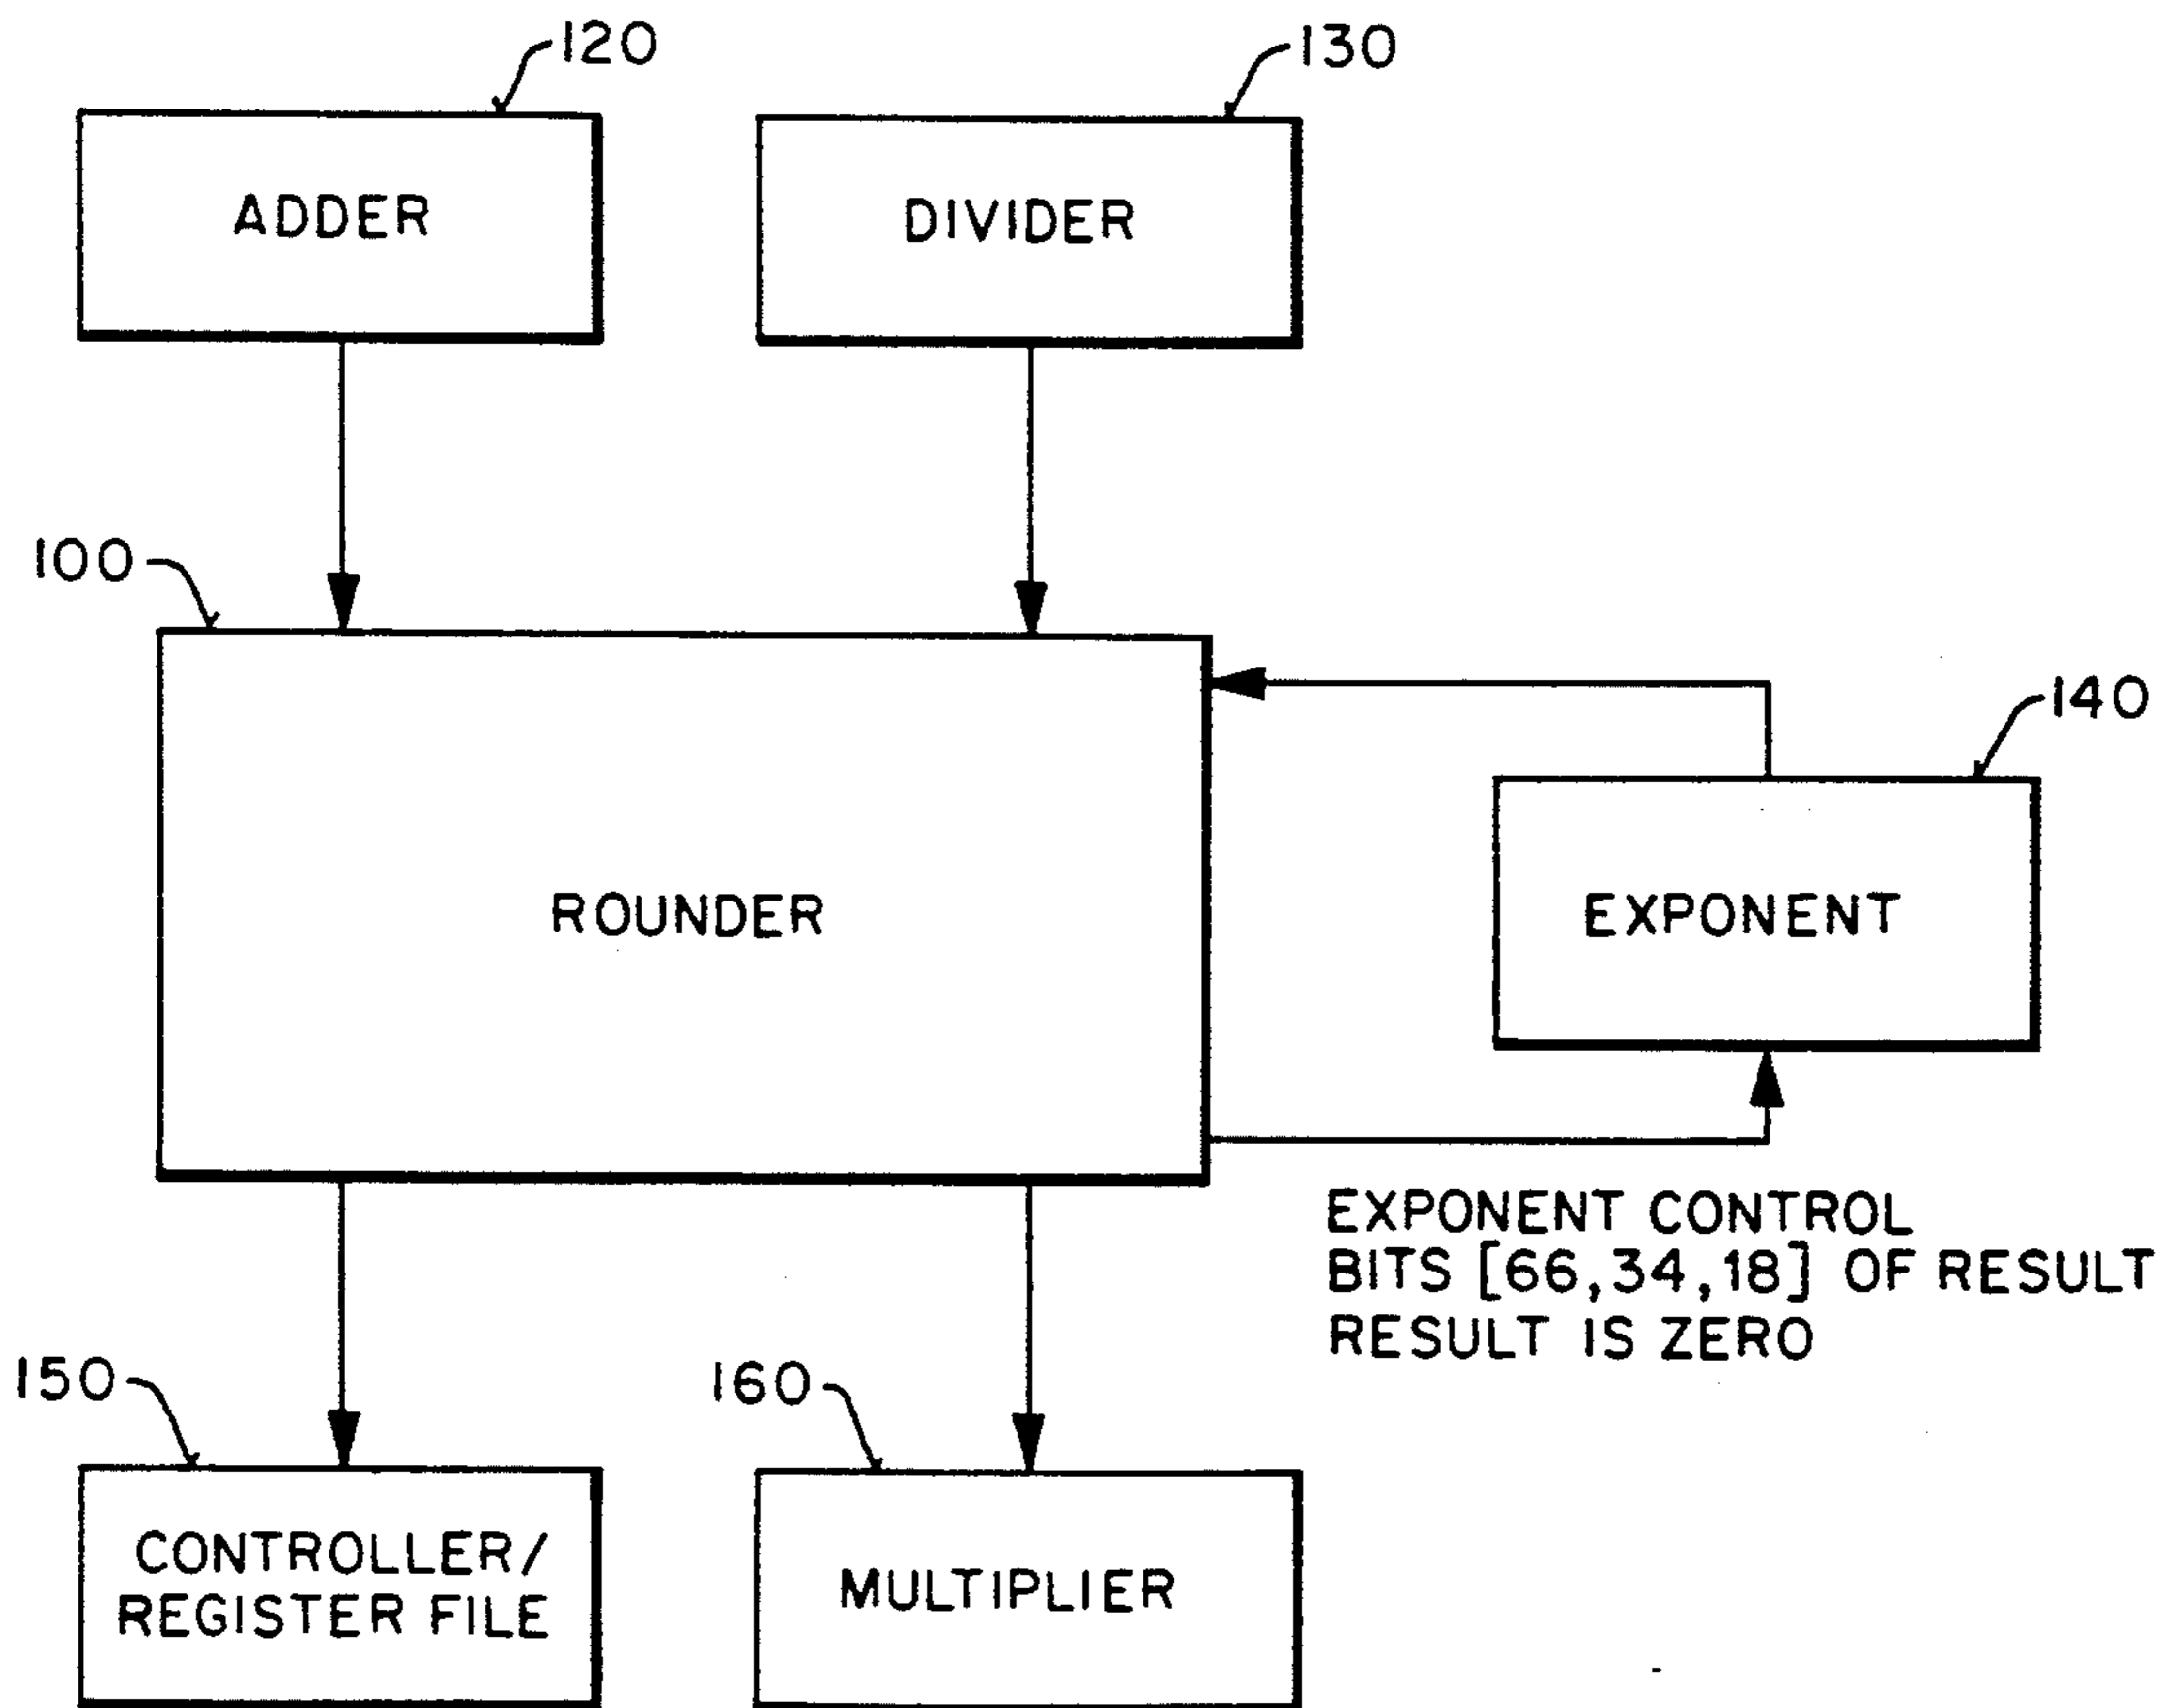 120
130
ADDER
DIVIDER
100
140
ROUNDER
EXPONENT
EXPONENT CONTROL
BITS [66,34,18] OF RESULT
RESULT IS ZERO
150
160
CONTROLLER/
REGISTER FILE
MULTIPLIER